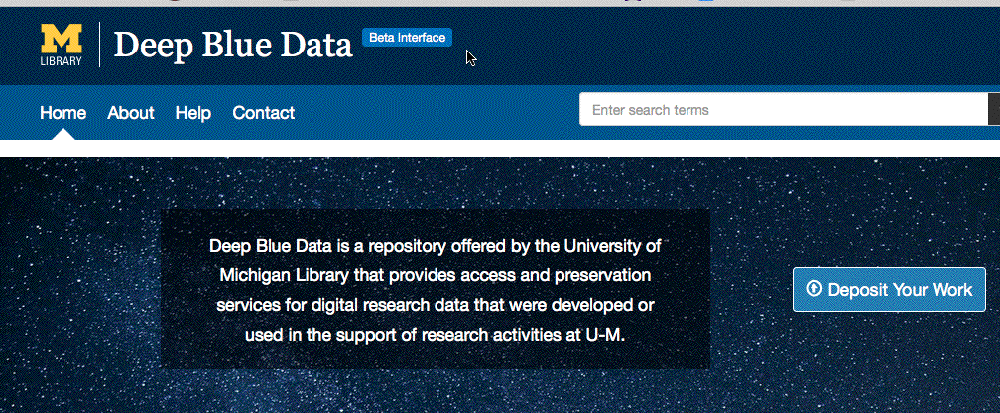 M
LIBRARY
Deep Blue Data
Beta Interface
Home About Help Contact
Enter search terms
Deep Blue Data is a repository offered by the University of
Michigan Library that provides access and preservation
services for digital research data that were developed or
used in the support of research activities at U-M.
Deposit Your Work